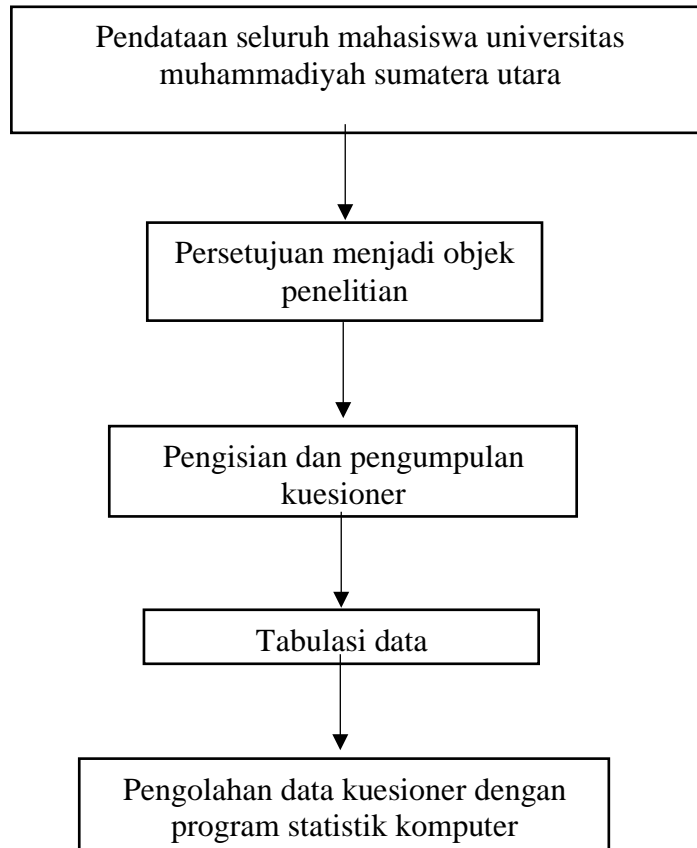 Pendataan seluruh mahasiswa universitas
muhammadiyah sumatera utara
Persetujuan menjadi objek
penelitian
Pengisian dan pengumpulan
kuesioner
Tabulasi data
Pengolahan data kuesioner dengan
program statistik komputer